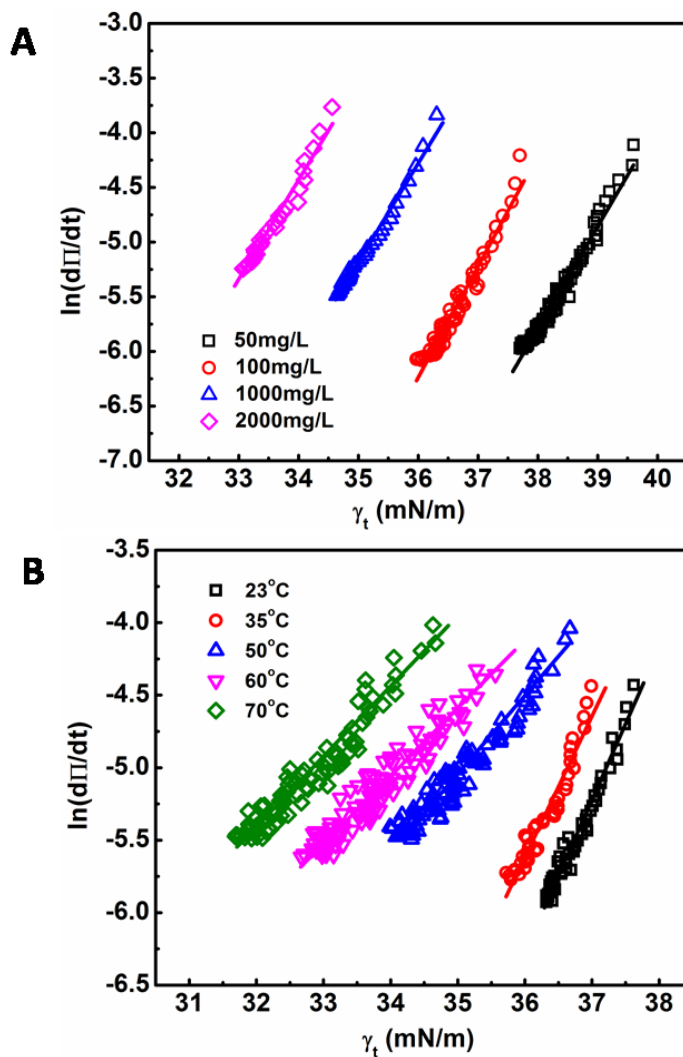 A
-3.0
-3.5
-4.0
-4.5
-5.0
-5.5
-6.0
-6.5
-7.0
ln(dΠ/dt)
50mg/L
100mg/L
1000mg/L
2000mg/L
32 33 34 35 36 37 38 39 40
γt (mN/m)
B
-3.5
-4.0
-4.5
-5.0
-5.5
-6.0
-6.5
ln(dΠ/dt)
23°C
35°C
50°C
60°C
70°C
31 32 33 34 35 36 37 38
γt (mN/m)